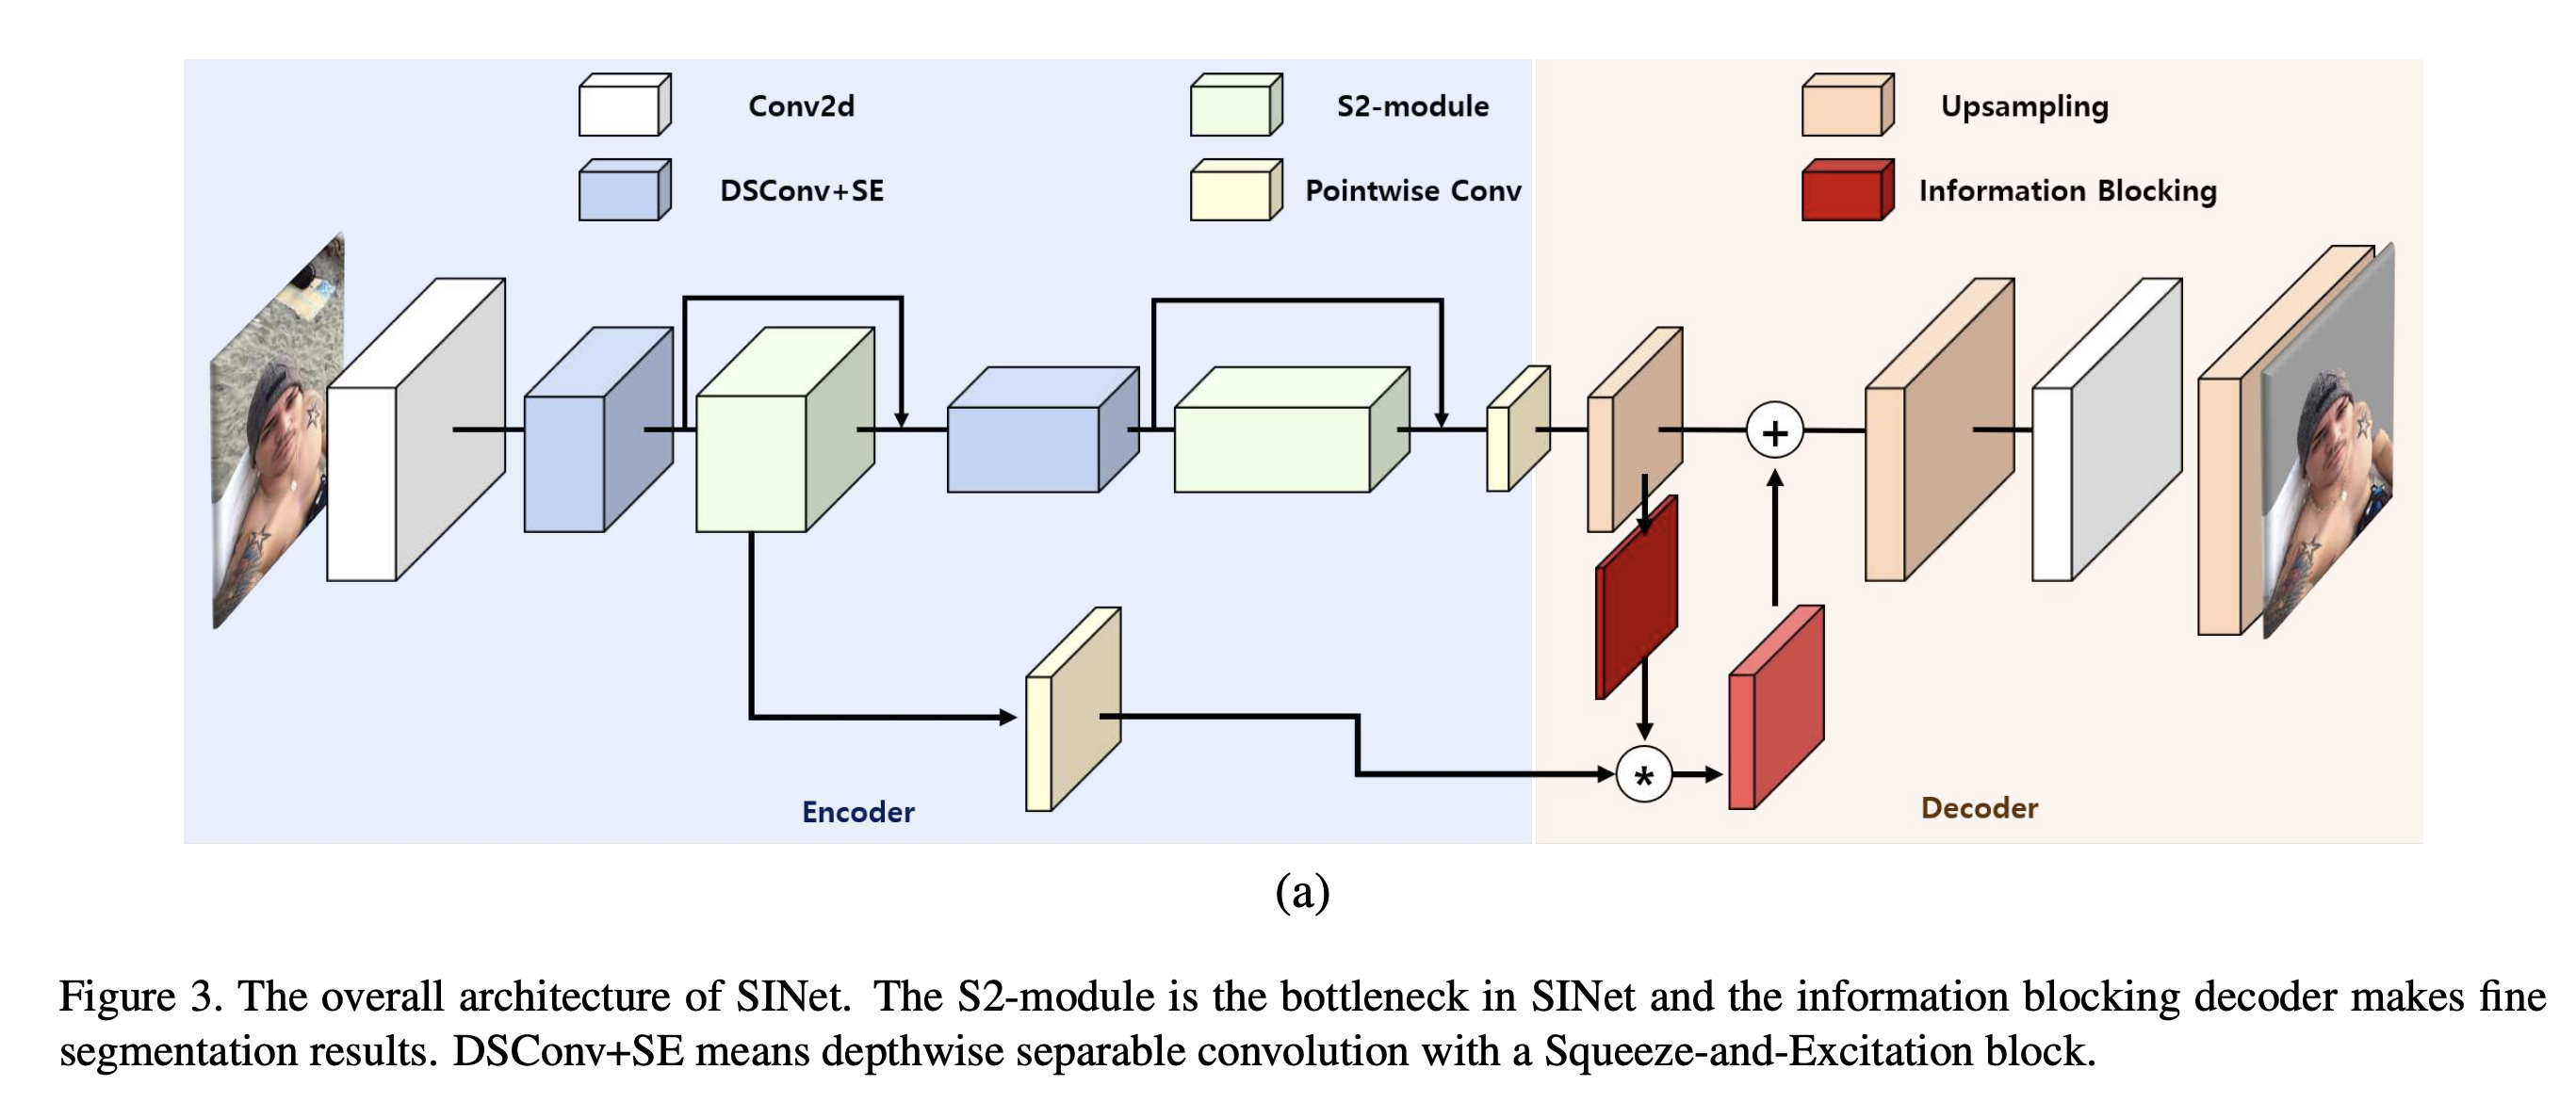 Conv2d
S2-module
Upsampling
DSConv+SE
Pointwise Conv
Information Blocking
+
*
Encoder
Decoder
(a)
Figure 3. The overall architecture of SINet. The S2-module is the bottleneck in SINet and the information blocking decoder makes fine
segmentation results. DSConv+SE means depthwise separable convolution with a Squeeze-and-Excitation block.